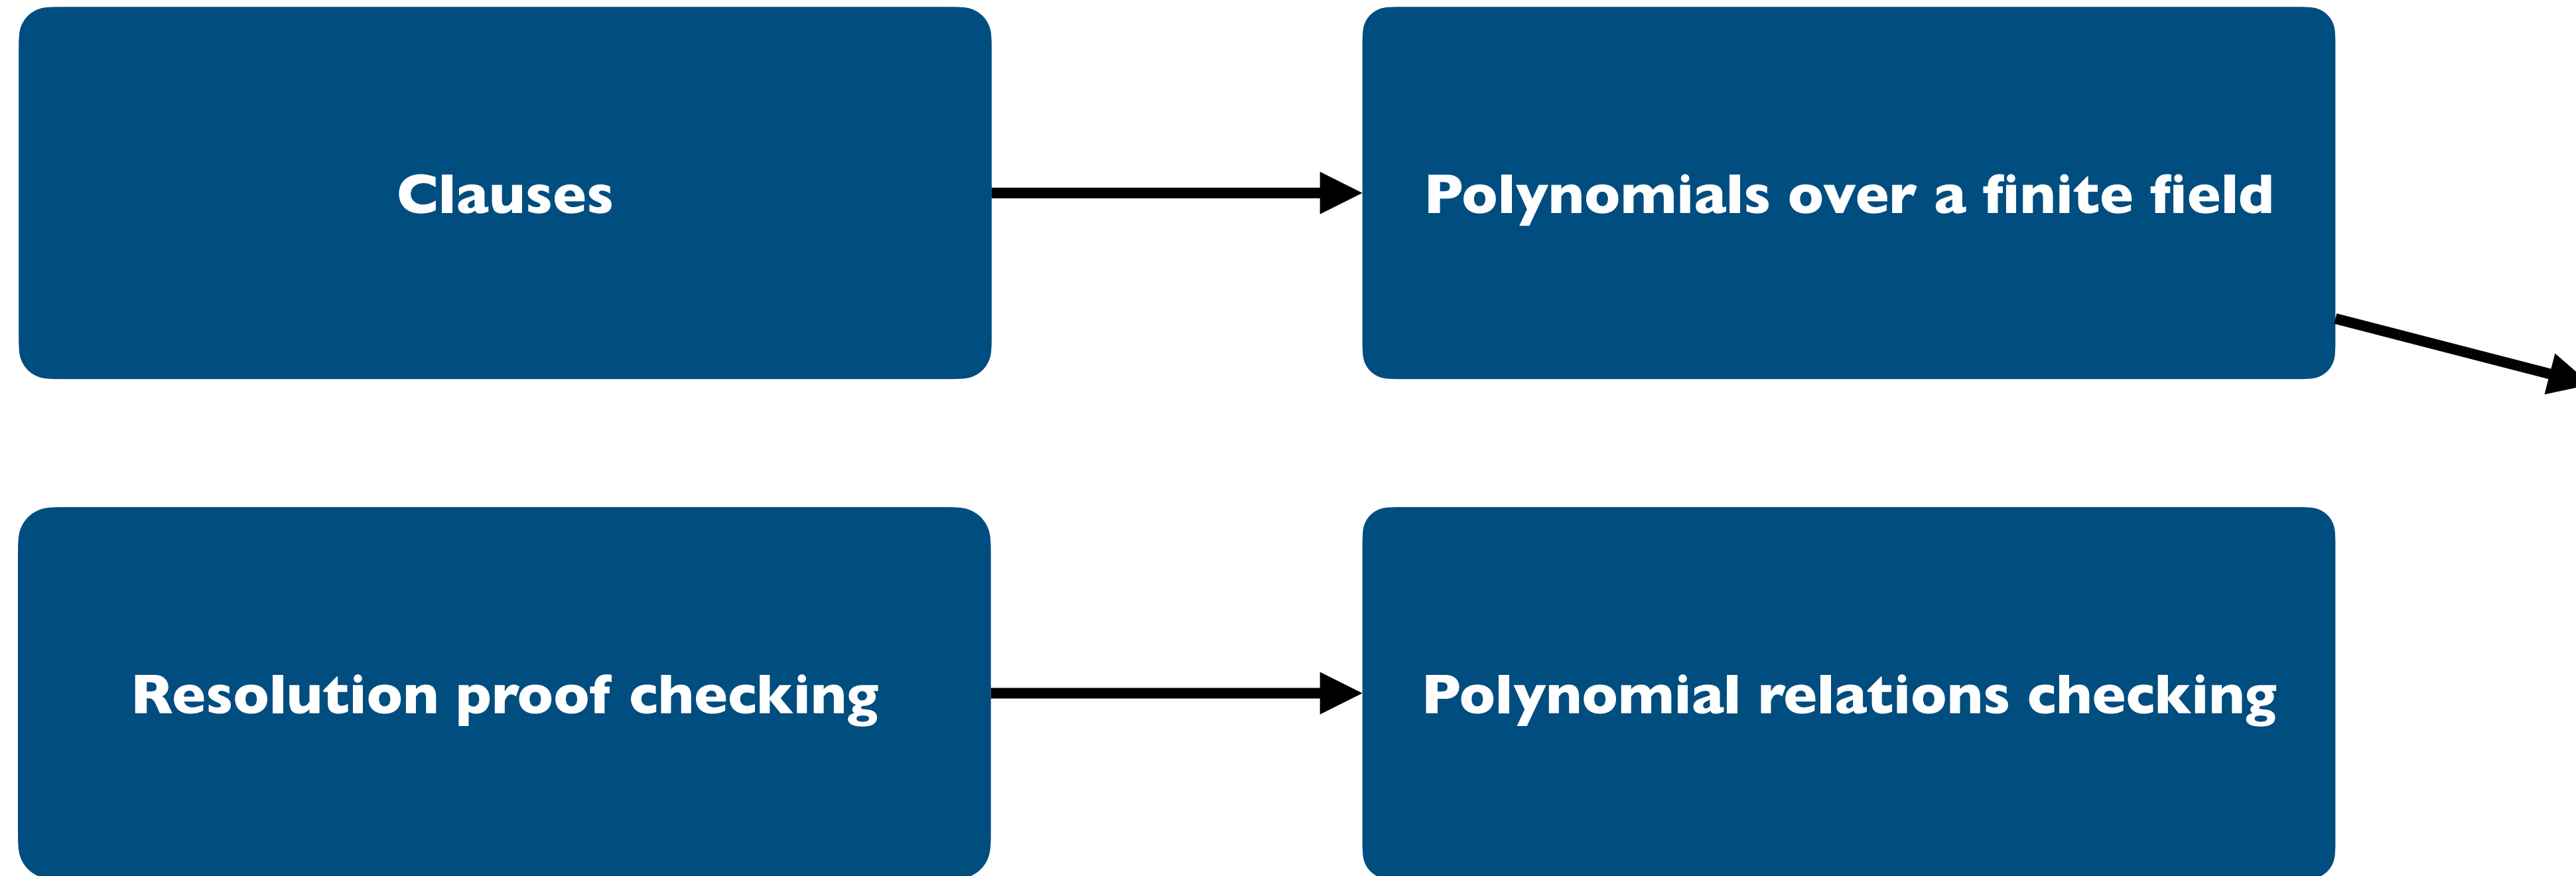 Clauses
Polynomials over a finite field
Resolution proof checking
Polynomial relations checking